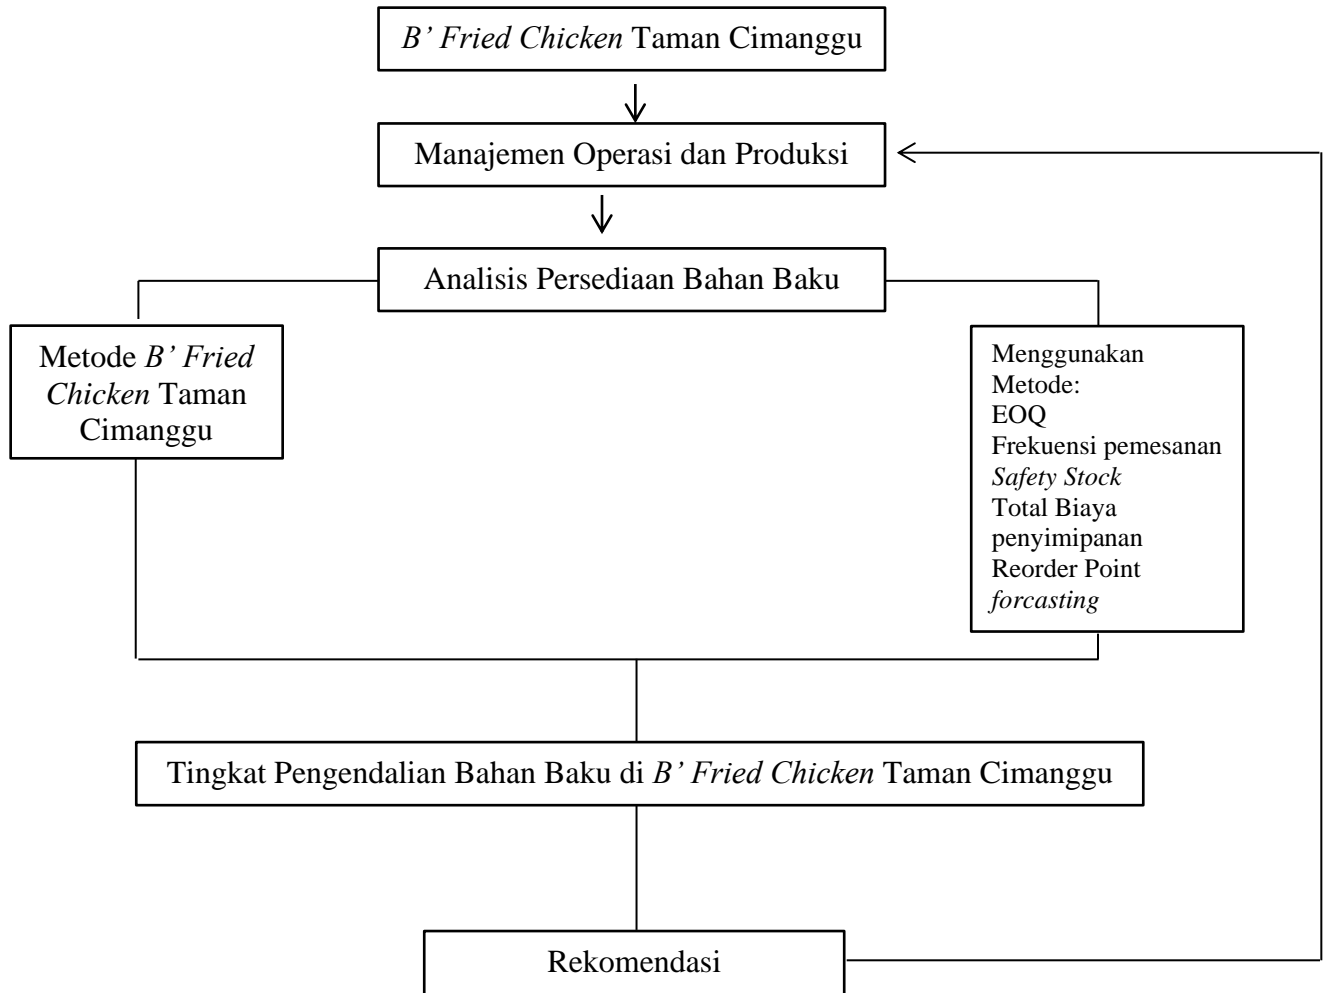 B’ Fried Chicken Taman Cimanggu
Manajemen Operasi dan Produksi
Analisis Persediaan Bahan Baku
Metode B’ Fried
Chicken Taman
Cimanggu
Menggunakan
Metode:
EOQ
Frekuensi pemesanan
Safety Stock
Total Biaya
penyimipanan
Reorder Point
forcasting
Tingkat Pengendalian Bahan Baku di B’ Fried Chicken Taman Cimanggu
Rekomendasi